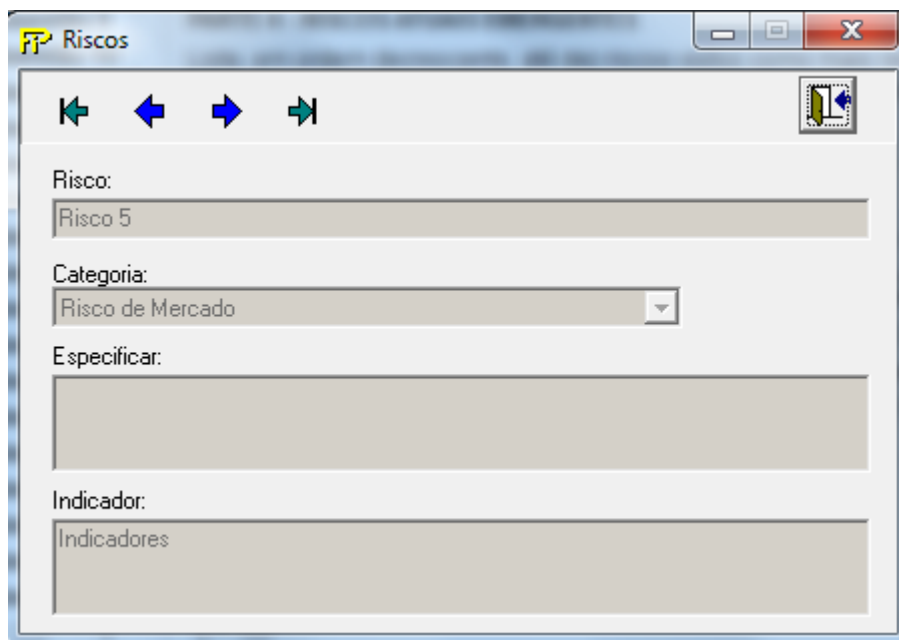 Riscos
Risco:
Risco 5
Categoria:
Risco de Mercado
Especificar:
Indicador:
Indicadores